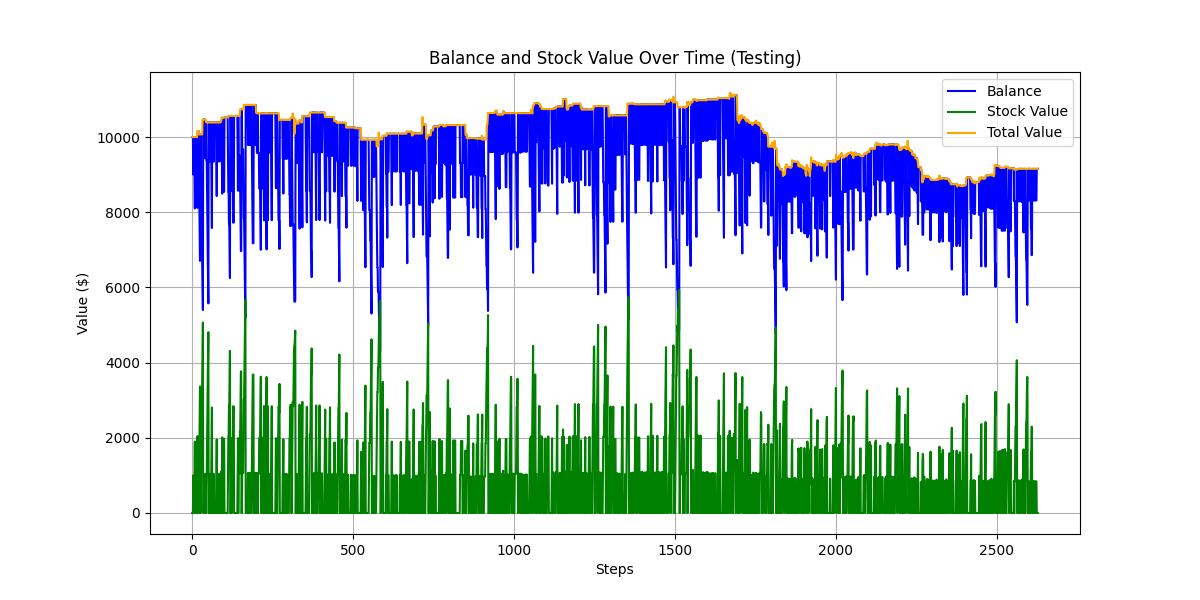 Balance and Stock Value Over Time (Testing)
Balance
Stock Value
Total Value
Value ($)
10000
8000
6000
4000
2000
0
0 500 1000 1500 2000 2500
Steps